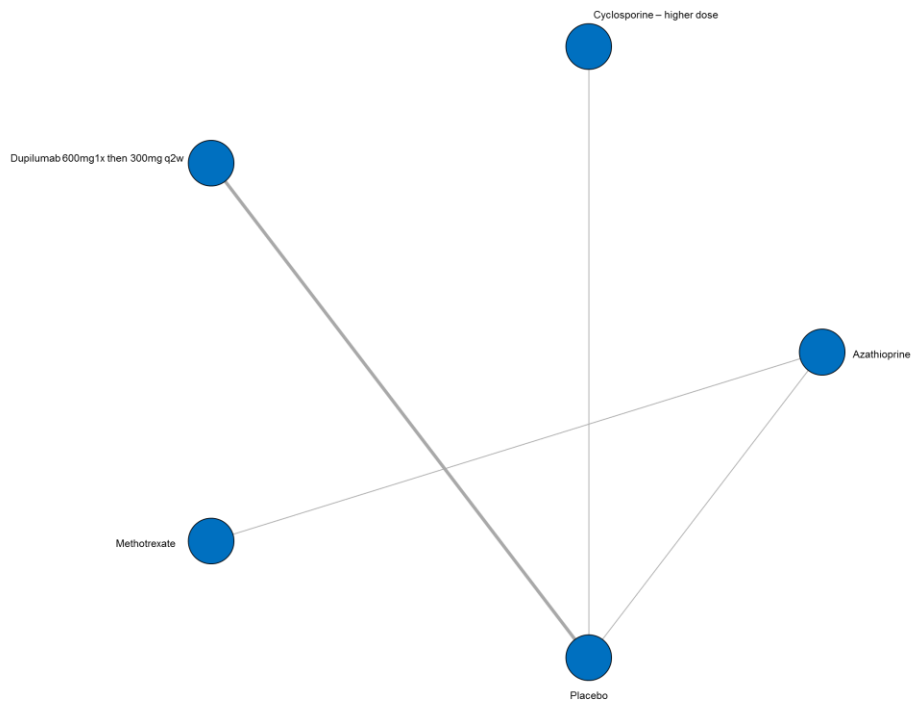 Cyclosporine – higher dose
Dupilumab 600mg1x then 300mg q2w
Azathioprine
Methotrexate
Placebo